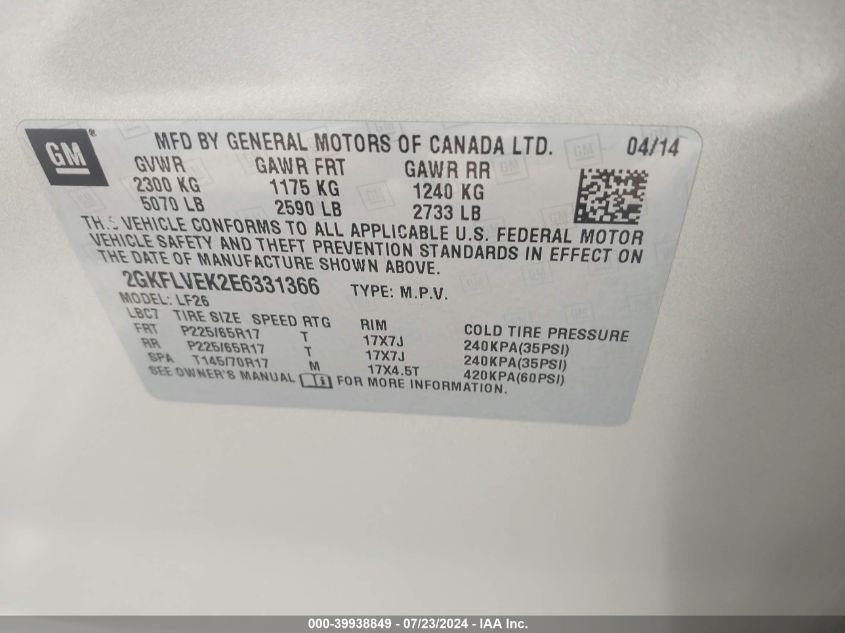 GM ® MFD BY GENERAL MOTORS OF CANADA LTD. 04/14
GVWR GAWR FRT GAWR RR
2300 KG 1175 KG 1240 KG
5070 LB 2590 LB 2733 LB
TH.S VEHICLE CONFORMS TO ALL APPLICABLE U.S. FEDERAL MOTOR
VEHICLE SAFETY AND THEFT PREVENTION STANDARDS IN EFFECT ON
THE DATE OF MANUFACTURE SHOWN ABOVE.
2GKFLVEK2E6331366 TYPE: M.P.V.
MODEL: LF26
LBC7 TIRE SIZE SPEED RTG RIM COLD TIRE PRESSURE
FRT P225/65R17 T 17X7J 240KPA(35PSI)
RR P225/65R17 T 17X7J 240KPA(35PSI)
SPA T145/70R17 M 17X4.5T 420KPA(60PSI)
SEE OWNER'S MANUAL FOR MORE INFORMATION.
000-39938849 - 07/23/2024 - IAA Inc.